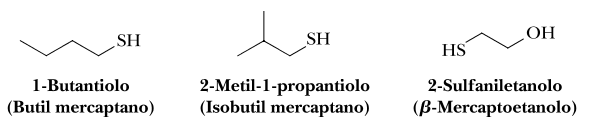 SH
SH
HS
OH
1-Butantiolo
(Butil mercaptano)
2-Metil-1-propantiolo
(Isobutil mercaptano)
2-Sulfaniletanolo
(β-Mercaptoetanolo)